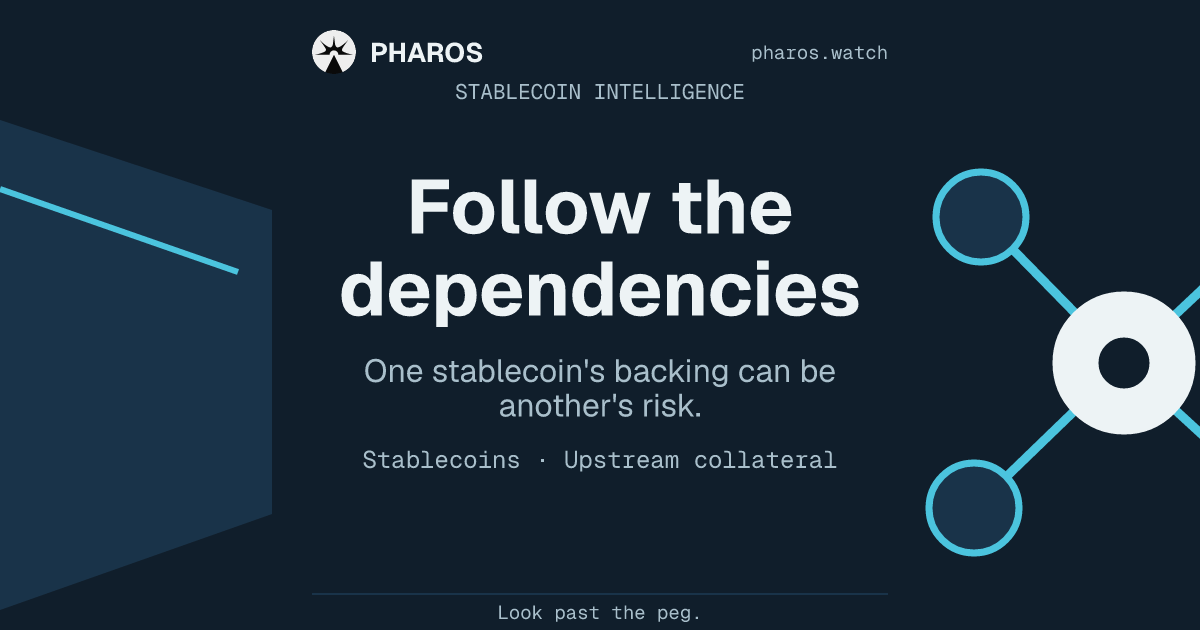 PHAROS
pharos.watch
STABLECOIN INTELLIGENCE
Follow the
dependencies
One stablecoin's backing can be
another's risk.
Stablecoins · Upstream collateral
Look past the peg.